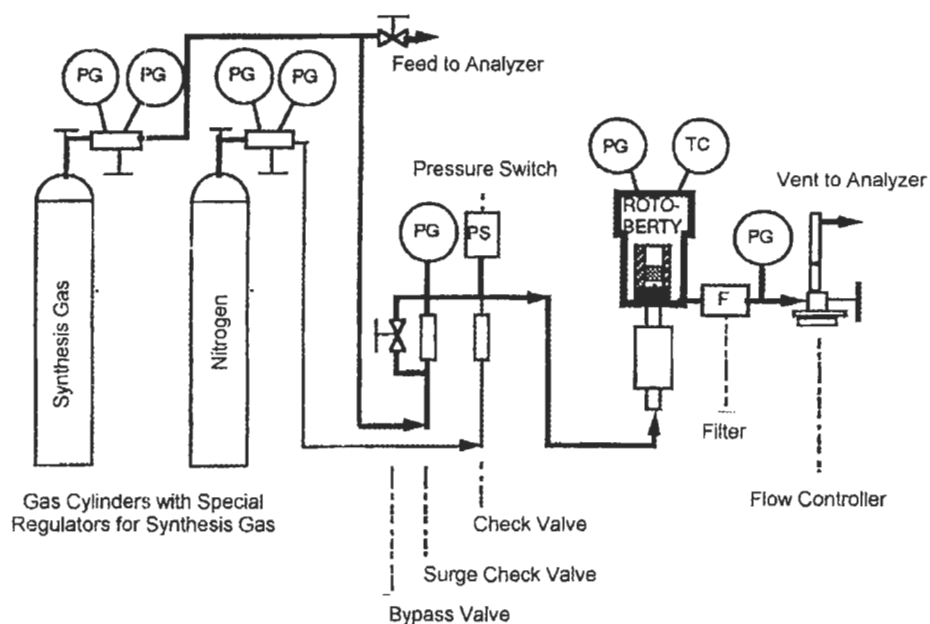 Feed to Analyzer
PG
PG
PG
PG
Synthesis Gas
Nitrogen
Pressure Switch
PG
PS
PG
TC
ROTO-
BERTY
Vent to Analyzer
PG
F
Filter
Flow Controller
Gas Cylinders with Special
Regulators for Synthesis Gas
Check Valve
Surge Check Valve
Bypass Valve